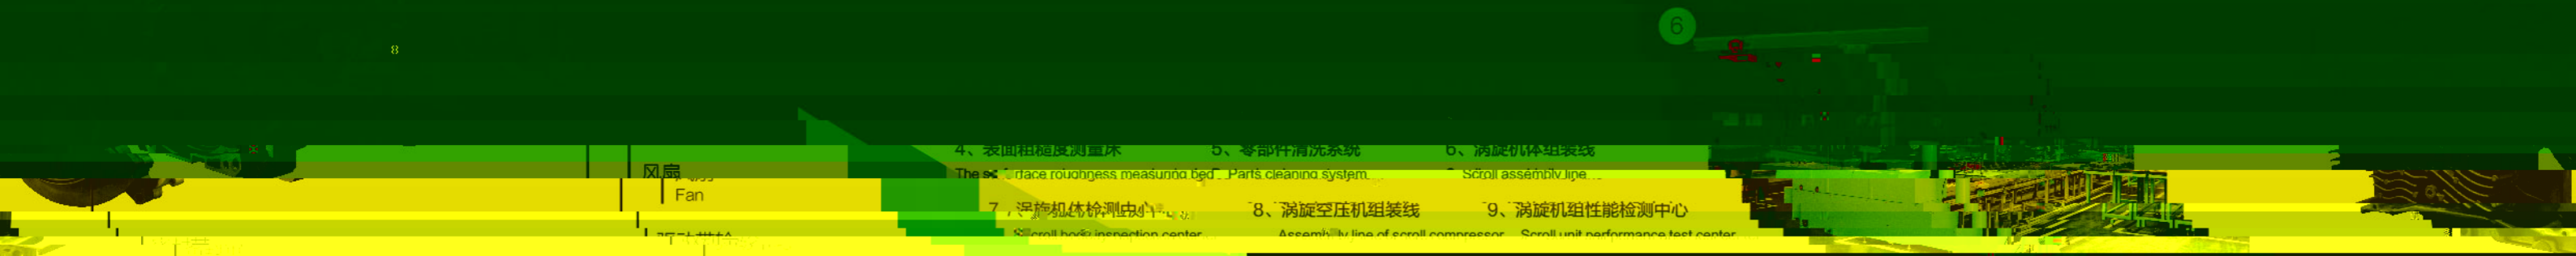 8
6
风扇
Fan
4、表面粗糙度测量床 5、零部件清洗系统 6、涡旋机体组装线
The roughness measuring bed Parts cleaning system Scroll assembly line
7、涡旋机体检测中心 8、涡旋空压机组装线 9、涡旋机组性能检测中心
Scroll body inspection center Assembly line of scroll compressor Scroll unit performance test center